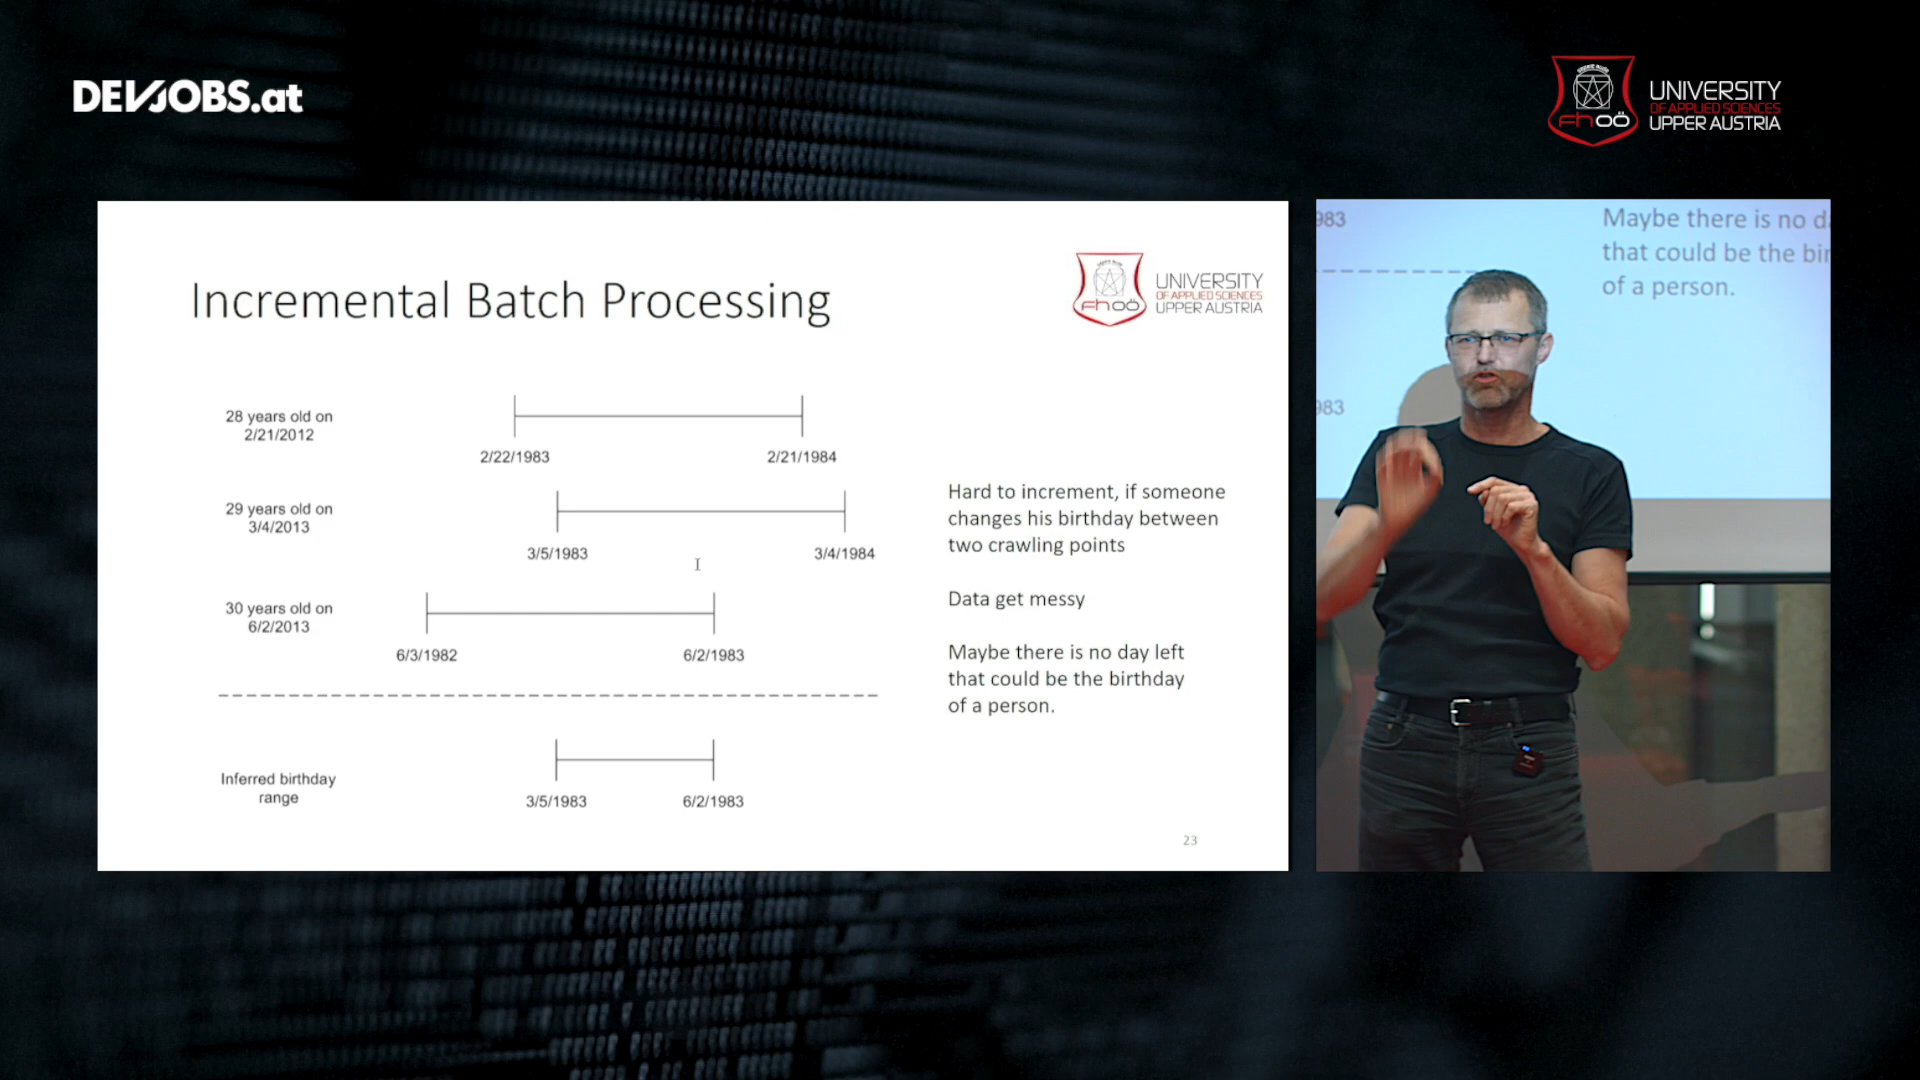 DEVJOBS.at
UNIVERSITY
OF APPLIED SCIENCES
UPPER AUSTRIA
fhoö
Incremental Batch Processing
UNIVERSITY
OF APPLIED SCIENCES
UPPER AUSTRIA
fhoö
28 years old on
2/21/2012
2/22/1983
2/21/1984
29 years old on
3/4/2013
3/5/1983
3/4/1984
30 years old on
6/2/2013
6/3/1982
6/2/1983
Inferred birthday
range
3/5/1983
6/2/1983
Hard to increment, if someone
changes his birthday between
two crawling points
Data get messy
Maybe there is no day left
that could be the birthday
of a person.
23
983
Maybe there is no d
that could be the bir
of a person.
983